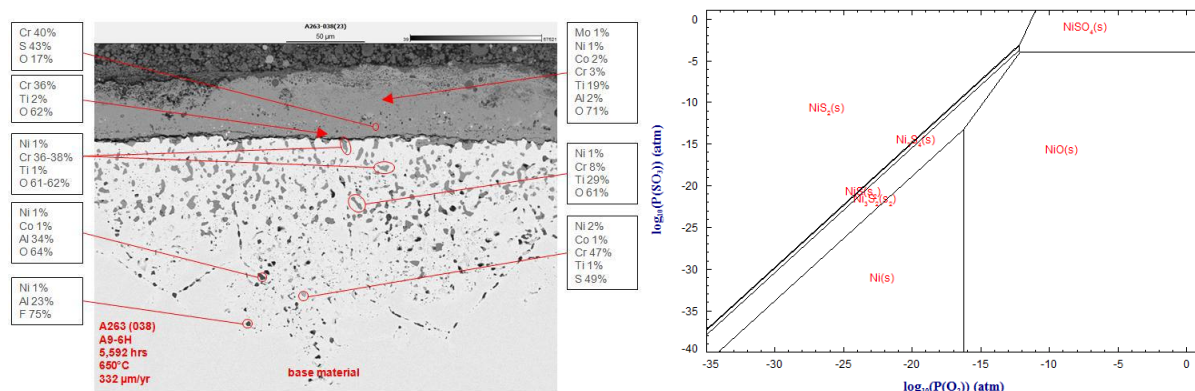 A263-038(23)
50 µm
Cr 40%
S 43%
O 17%
Cr 36%
Ti 2%
O 62%
Ni 1%
Cr 36-38%
Ti 1%
O 61-62%
Ni 1%
Co 1%
Al 34%
O 64%
Ni 1%
Al 23%
F 75%
A263 (038)
A9-6H
5,592 hrs
650°C
332 µm/yr
base material
Mo 1%
Ni 1%
Co 2%
Cr 3%
Ti 19%
Al 2%
O 71%
Ni 1%
Cr 8%
Ti 29%
O 61%
Ni 2%
Co 1%
Cr 47%
Ti 1%
S 49%
log₁₀(P(SO₂)) (atm)
0
-5
-10
-15
-20
-25
-30
-35
-40
NiSO₄(s)
NiS₂(s)
NiO(s)
Ni(s)
-35
-30
-25
-20
-15
-10
-5
0
log₁₀(P(O₂)) (atm)